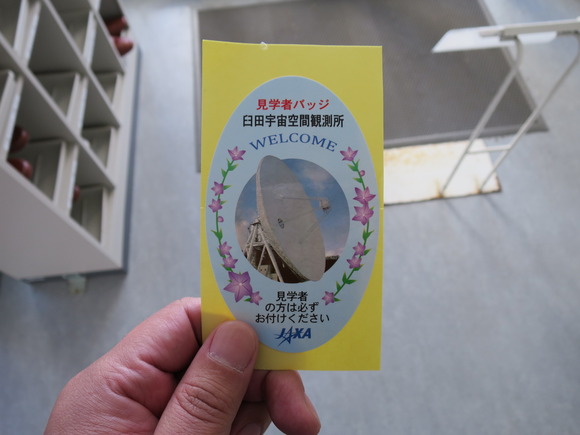 見学者バッジ
臼田宇宙空間観測所
WELCOME
見学者
の方は必ず
お付けください
JAXA